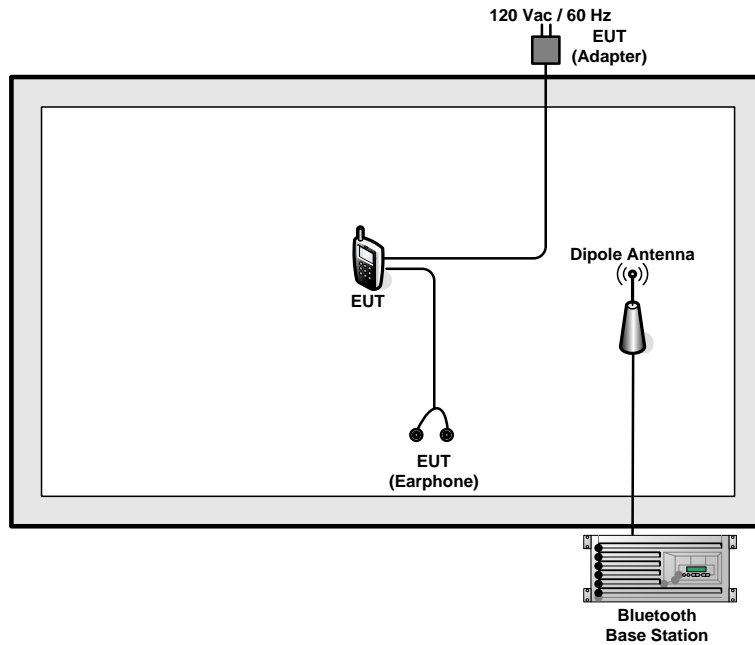 120 Vac / 60 Hz
EUT
(Adapter)
Dipole Antenna
EUT
EUT
(Earphone)
Bluetooth
Base Station